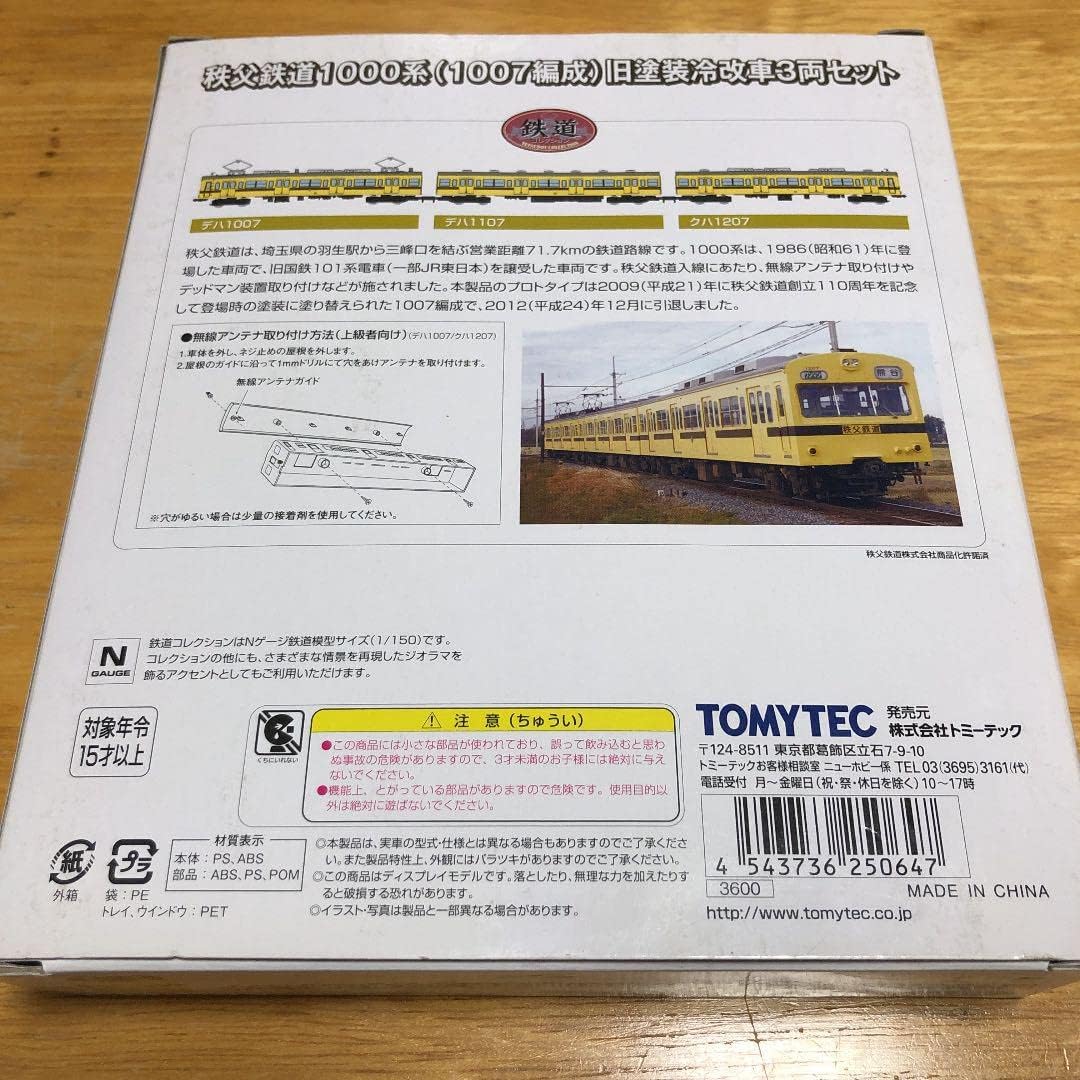 秩父鉄道1000系(1007編成)旧塗装冷改車3両セット
鉄道
コレクション
デハ1007
デハ1107
クハ1207
秩父鉄道は、埼玉県の羽生駅から三峰口を結ぶ営業距離71.7kmの鉄道路線です。1000系は、1986(昭和61)年に登
場した車両で、旧国鉄101系電車(一部JR東日本)を譲受した車両です。秩父鉄道入線にあたり、無線アンテナ取り付けや
デッドマン装置取り付けなどが施されました。本製品のプロトタイプは2009(平成21)年に秩父鉄道創立110周年を記念
して登場時の塗装に塗り替えられた1007編成で、2012(平成24)年12月に引退しました。
●無線アンテナ取り付け方法(上級者向け)(デハ1007/クハ1207)
1.車体を外し、ネジ止めの屋根を外します。
2.屋根のガイドに沿って1mmドリルにて穴をあけアンテナを取り付けます。
無線アンテナガイド
※穴がゆるい場合は少量の接着剤を使用してください。
1007
熊谷
秩父鉄道
秩父鉄道株式会社商品化許諾済
N
GAUGE
鉄道コレクションはNゲージ鉄道模型サイズ(1/150)です。
コレクションの他にも、さまざまな情景を再現したジオラマを
飾るアクセントとしてもご利用いただけます。
対象年令
15才以上
くちにいれない
⚠ 注意(ちゅうい)
●この商品には小さな部品が使われており、誤って飲み込むと思わ
ぬ事故の危険がありますので、3才未満のお子様には絶対に与え
ないでください。
●機能上、とがっている部品がありますので危険です。使用目的以
外は絶対に遊ばないでください。
TOMYTEC
発売元
株式会社トミーテック
〒124-8511 東京都葛飾区立石7-9-10
トミーテックお客様相談室 ニューホビー係 TEL03(3695)3161(代)
電話受付 月〜金曜日(祝・祭・休日を除く)10〜17時
紙
外箱
プラ
袋:PE
トレイ、ウインドウ:PET
材質表示
本体:PS、ABS
部品:ABS、PS、POM
◎本製品は、実車の型式・仕様とは異なる場合もありますのでご了承くださ
い。また製品特性上、外観にはバラツキがありますのでご了承ください。
◎この商品はディスプレイモデルです。落としたり、無理な力を加えたりす
ると破損する恐れがあります。
◎イラスト・写真は製品と一部異なる場合があります。
4 543736 250647
3600
MADE IN CHINA
http://www.tomytec.co.jp